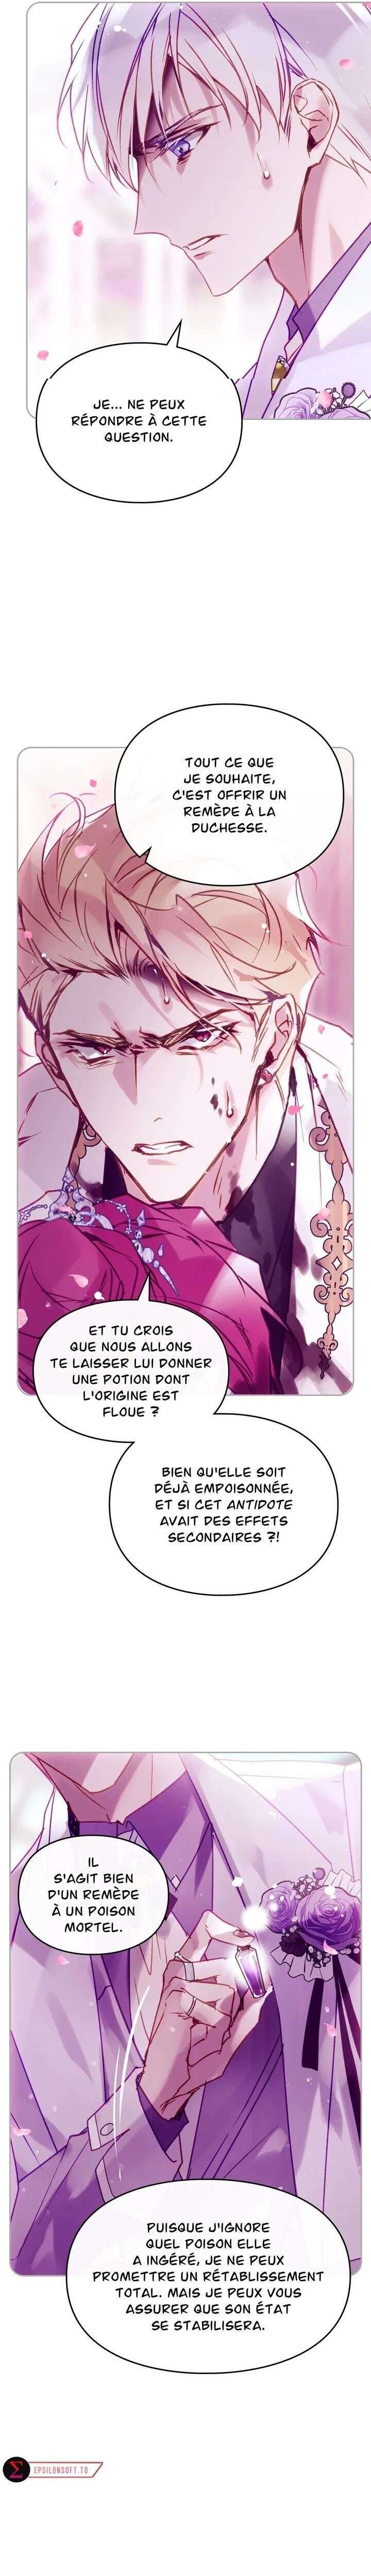 JE... NE PEUX
RÉPONDRE À CETTE
QUESTION.
TOUT CE QUE
JE SOUHAITE,
C'EST OFFRIR UN
REMÈDE À LA
DUCHESSE.
ET TU CROIS
QUE NOUS ALLONS
TE LAISSER LUI DONNER
UNE POTION DONT
L'ORIGINE EST
FLOUE ?
BIEN QU'ELLE SOIT
DÉJÀ EMPOISONNÉE,
ET SI CET ANTIDOTE
AVAIT DES EFFETS
SECONDAIRES ?!
IL
S'AGIT BIEN
D'UN REMÈDE
À UN POISON
MORTEL.
PUISQUE J'IGNORE
QUEL POISON ELLE
A INGÉRÉ, JE NE PEUX
PROMETTRE UN RÉTABLISSEMENT
TOTAL. MAIS JE PEUX VOUS
ASSURER QUE SON ÉTAT
SE STABILISERA.
Σ EPSILONSOFT.TO